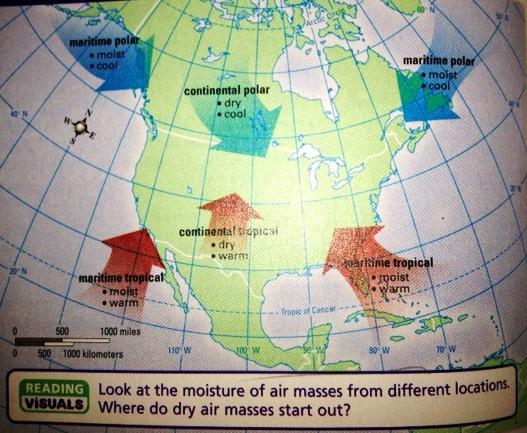 Arctic Circle
60° N
50° N
maritime polar
• moist
• cool
maritime polar
• moist
• cool
continental polar
• dry
• cool
40° N
N
W
E
S
30° N
continental tropical
• dry
• warm
maritime tropical
• moist
• warm
maritime tropical
• moist
• warm
20° N
Tropic of Cancer
0 500 1000 miles
0 500 1000 kilometers
110° W
100° W
90° W
80° W
70° W
READING
VISUALS
Look at the moisture of air masses from different locations.
Where do dry air masses start out?